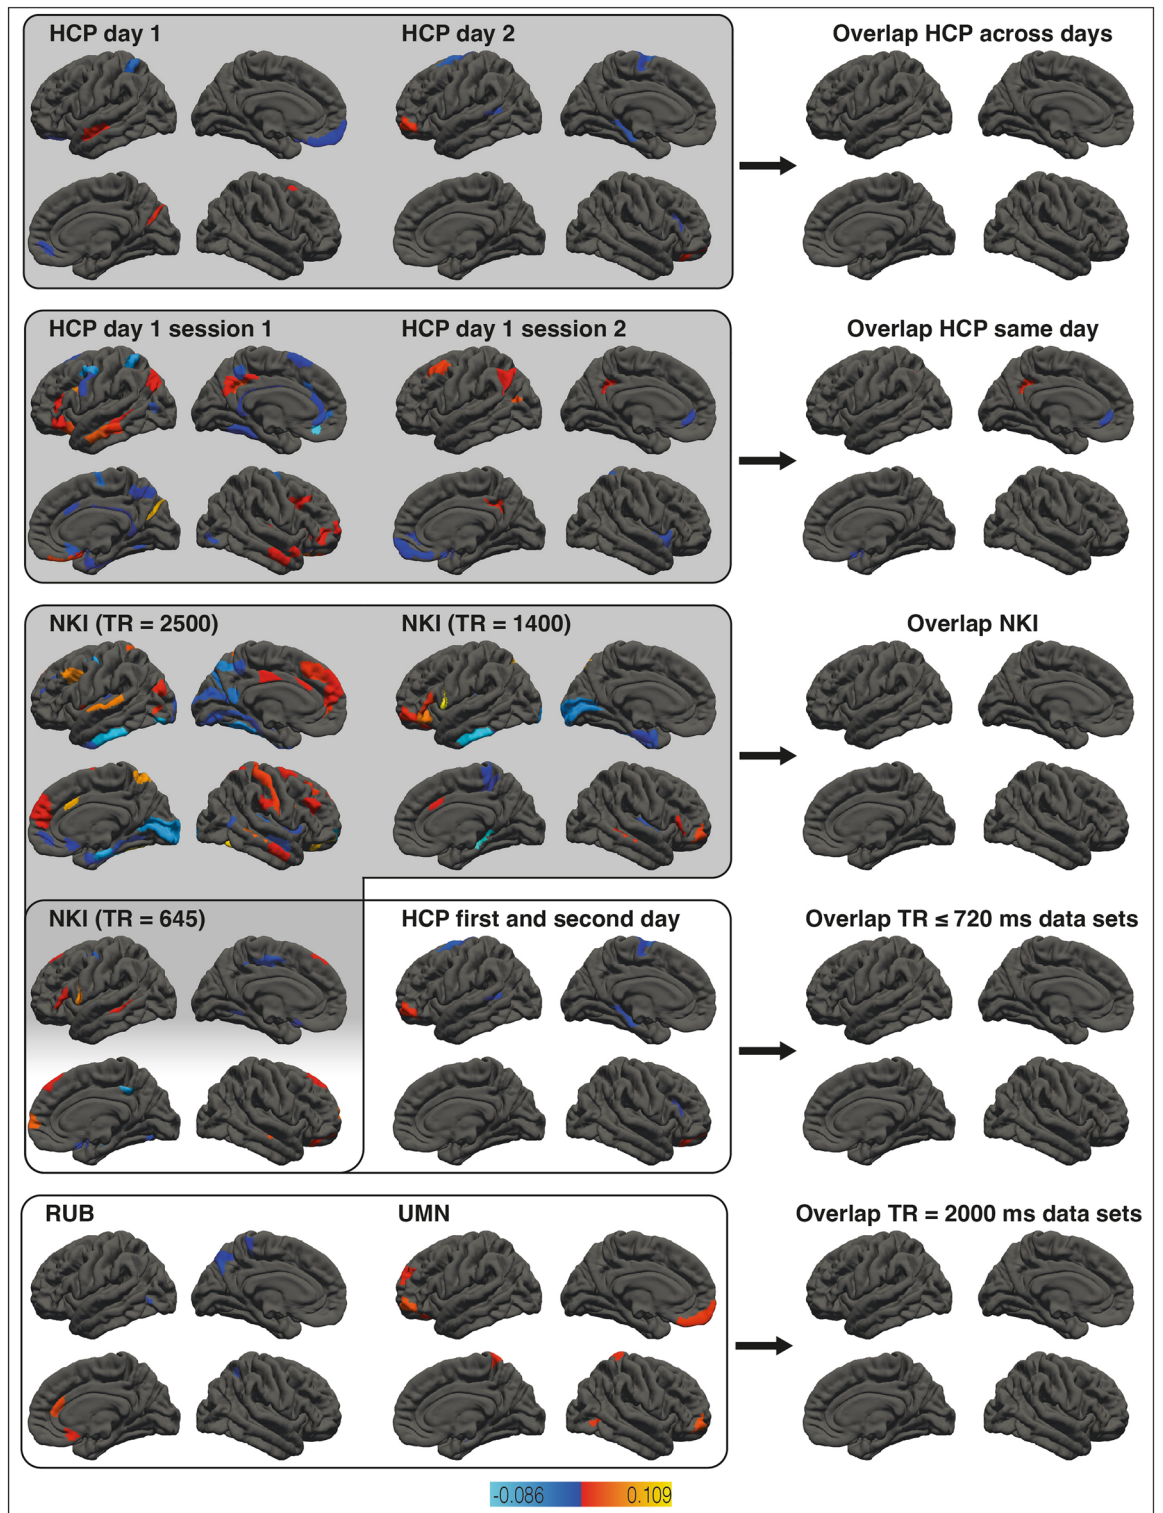 HCP day 1
HCP day 2
Overlap HCP across days
HCP day 1 session 1
HCP day 1 session 2
Overlap HCP same day
NKI (TR = 2500)
NKI (TR = 1400)
Overlap NKI
NKI (TR = 645)
HCP first and second day
Overlap TR ≤ 720 ms data sets
RUB
UMN
Overlap TR = 2000 ms data sets
-0.086
0.109